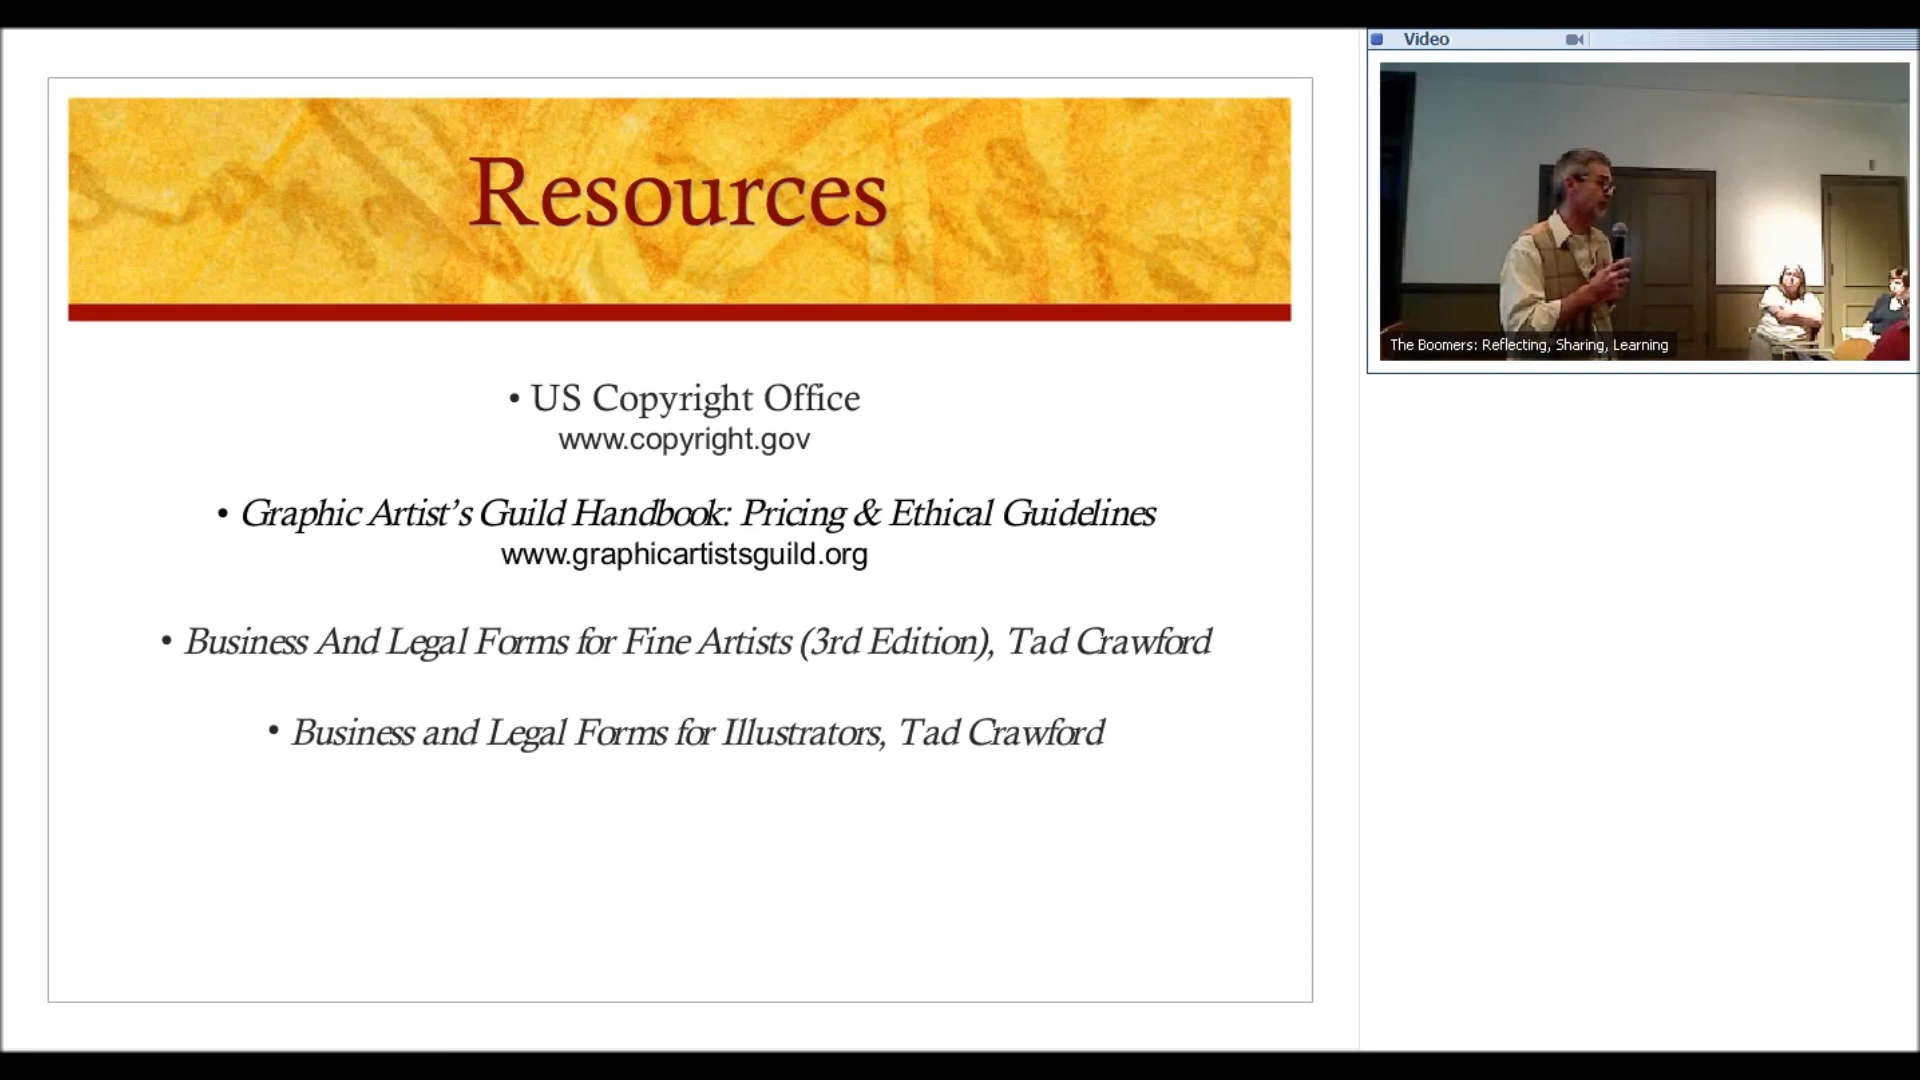 Resources
• US Copyright Office
www.copyright.gov
• Graphic Artist’s Guild Handbook: Pricing & Ethical Guidelines
www.graphicartistsguild.org
• Business And Legal Forms for Fine Artists (3rd Edition), Tad Crawford
• Business and Legal Forms for Illustrators, Tad Crawford
Video
The Boomers: Reflecting, Sharing, Learning